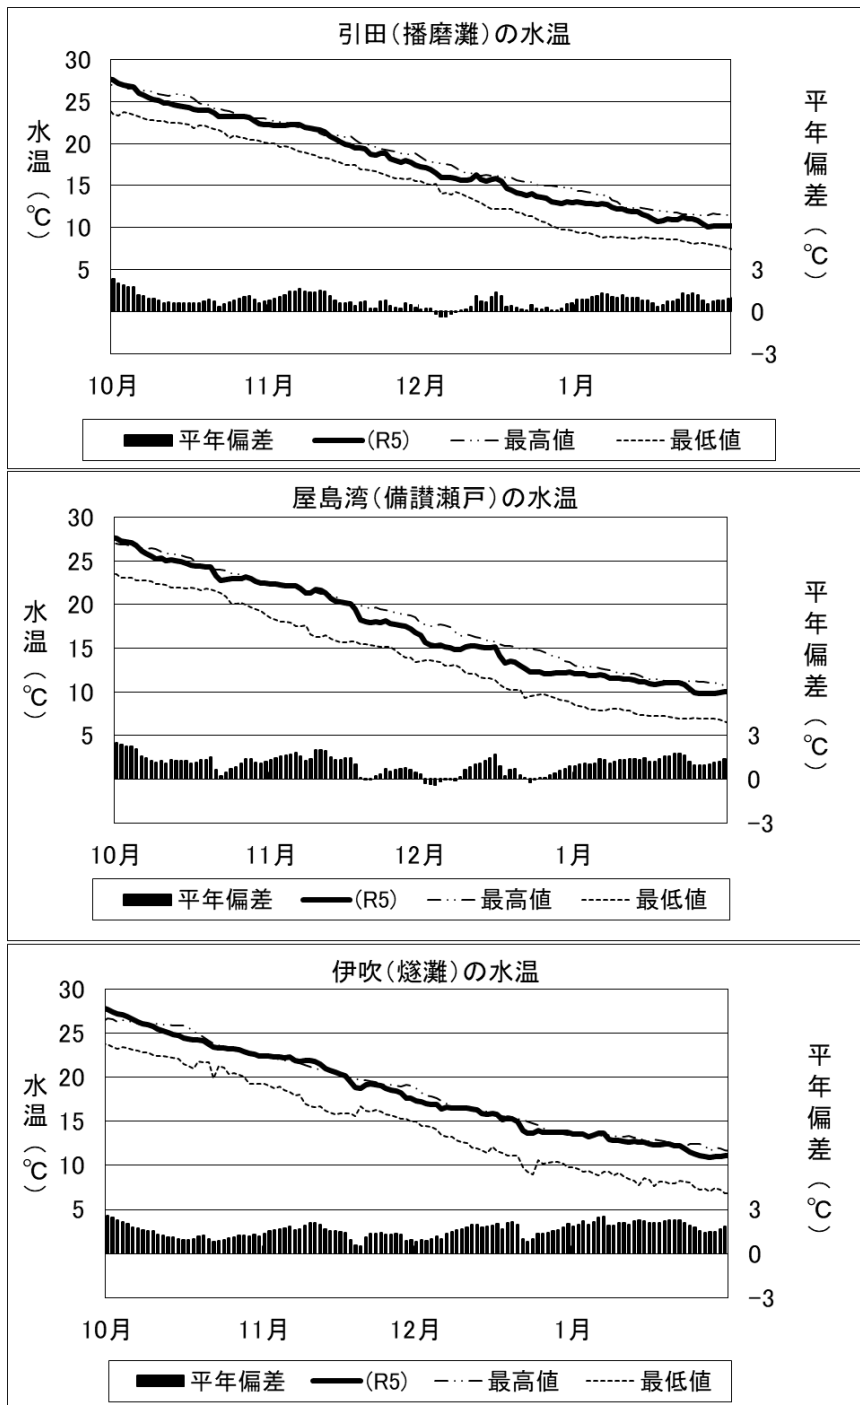 引田(播磨灘)の水温
30
25
20
15
10
5
水温(℃)
平年偏差(℃)
3
0
-3
10月 11月 12月 1月
平年偏差 (R5) 最高値 最低値
屋島湾(備讃瀬戸)の水温
30
25
20
15
10
5
水温(℃)
平年偏差(℃)
3
0
-3
10月 11月 12月 1月
平年偏差 (R5) 最高値 最低値
伊吹(燧灘)の水温
30
25
20
15
10
5
水温(℃)
平年偏差(℃)
3
0
-3
10月 11月 12月 1月
平年偏差 (R5) 最高値 最低値